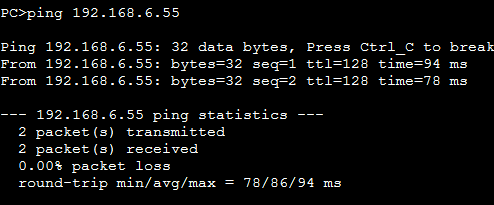 PC>ping 192.168.6.55
Ping 192.168.6.55: 32 data bytes, Press Ctrl_C to break
From 192.168.6.55: bytes=32 seq=1 ttl=128 time=94 ms
From 192.168.6.55: bytes=32 seq=2 ttl=128 time=78 ms
--- 192.168.6.55 ping statistics ---
2 packet(s) transmitted
2 packet(s) received
0.00% packet loss
round-trip min/avg/max = 78/86/94 ms